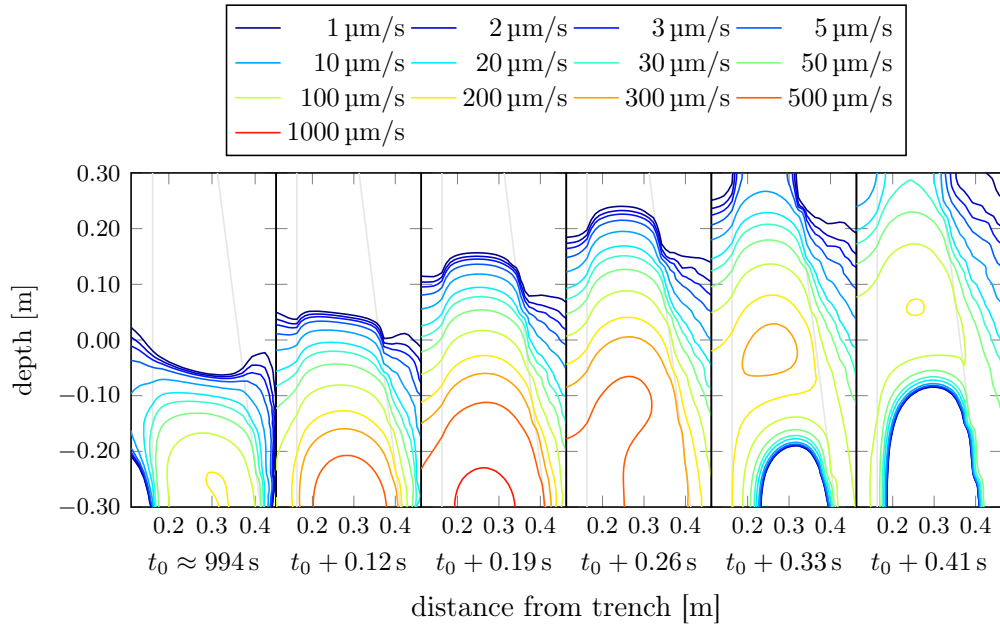 1 µm/s 2 µm/s 3 µm/s 5 µm/s
10 µm/s 20 µm/s 30 µm/s 50 µm/s
100 µm/s 200 µm/s 300 µm/s 500 µm/s
1000 µm/s
depth [m]
0.30
0.20
0.10
0.00
−0.10
−0.20
−0.30
0.2 0.3 0.4 0.2 0.3 0.4 0.2 0.3 0.4 0.2 0.3 0.4 0.2 0.3 0.4 0.2 0.3 0.4
t₀ ≈ 994 s t₀ + 0.12 s t₀ + 0.19 s t₀ + 0.26 s t₀ + 0.33 s t₀ + 0.41 s
distance from trench [m]